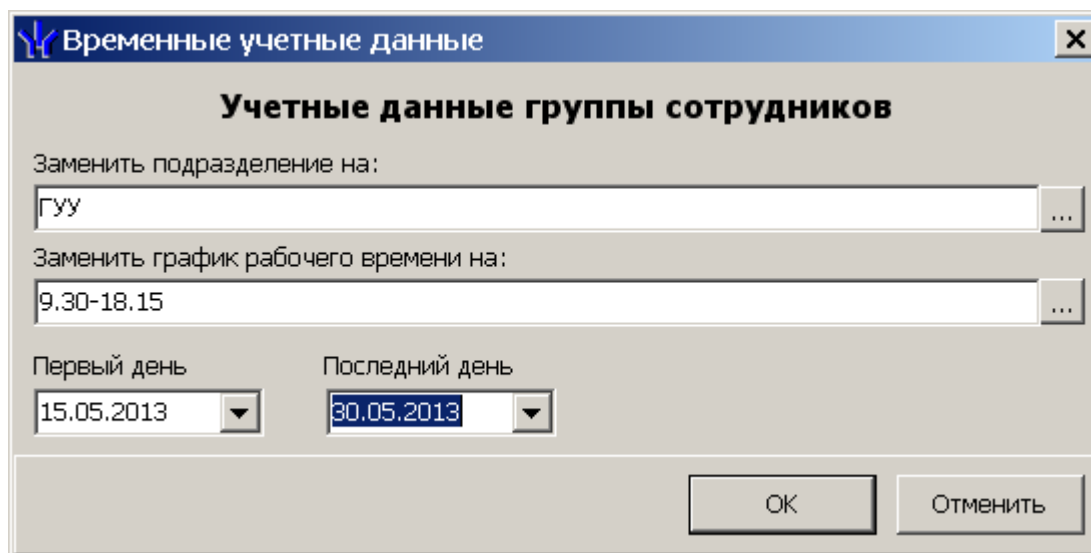 Временные учетные данные
Учетные данные группы сотрудников
Заменить подразделение на:
ГУУ
...
Заменить график рабочего времени на:
9.30-18.15
...
Первый день Последний день
15.05.2013 30.05.2013
OK Отменить